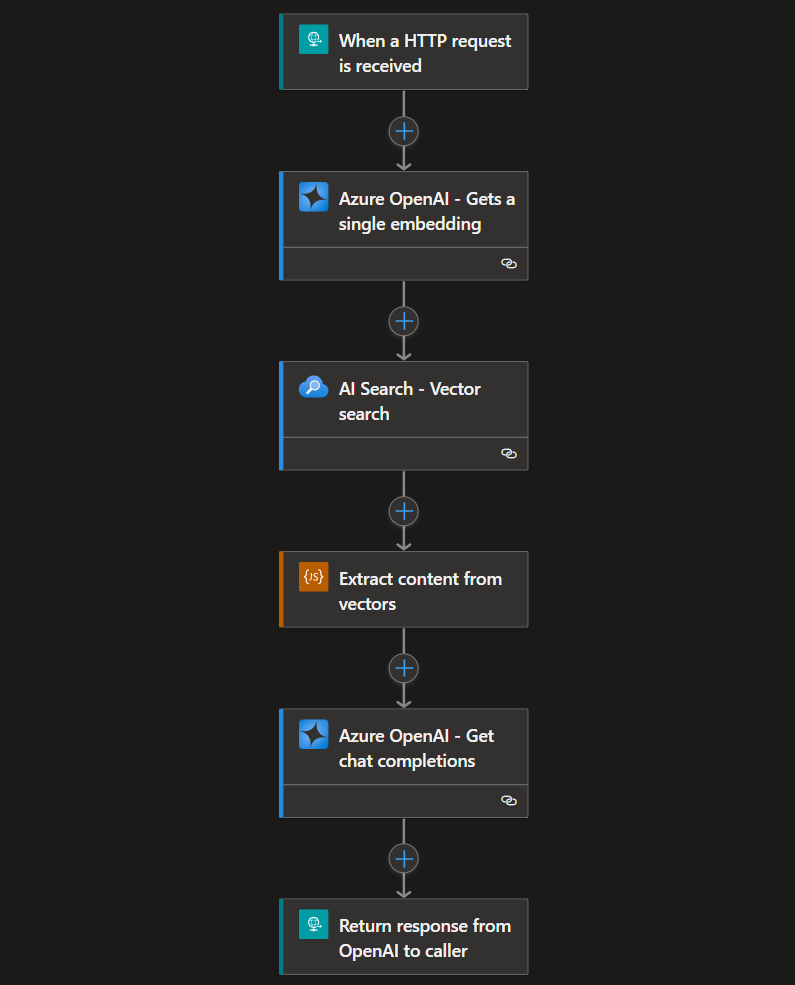 When a HTTP request
is received
Azure OpenAI - Gets a
single embedding
AI Search - Vector
search
{JS}
Extract content from
vectors
Azure OpenAI - Get
chat completions
Return response from
OpenAI to caller